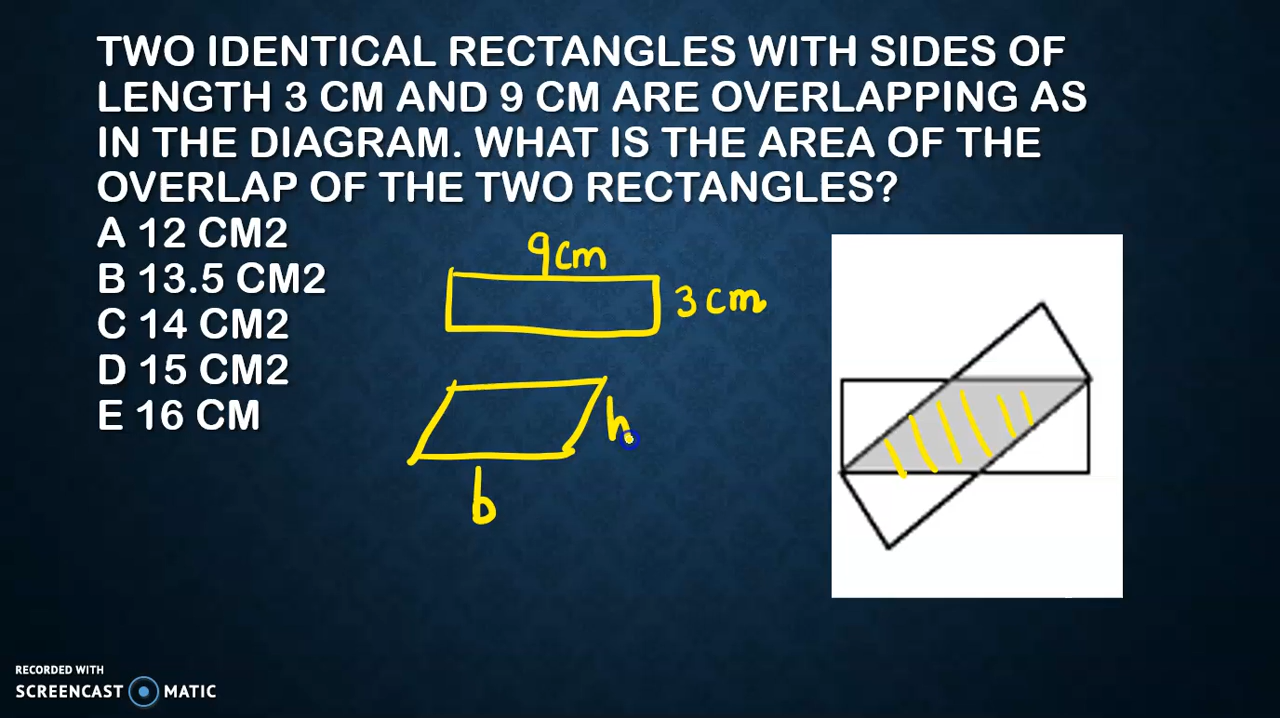 TWO IDENTICAL RECTANGLES WITH SIDES OF
LENGTH 3 CM AND 9 CM ARE OVERLAPPING AS
IN THE DIAGRAM. WHAT IS THE AREA OF THE
OVERLAP OF THE TWO RECTANGLES?
A 12 CM2
B 13.5 CM2
C 14 CM2
D 15 CM2
E 16 CM
9cm
3cm
h
b
RECORDED WITH
SCREENCAST MATIC